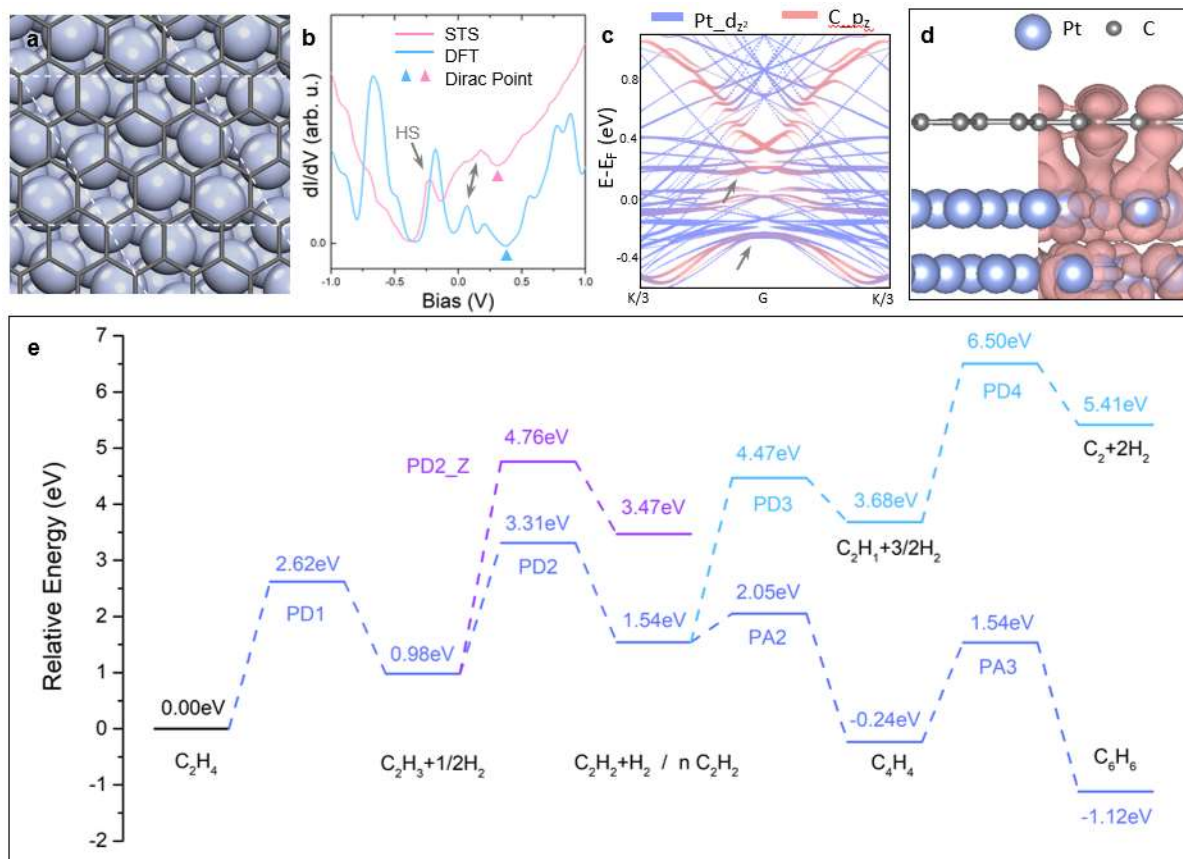 a
b
STS
DFT
Dirac Point
HS
dI/dV (arb. u.)
0.0
-1.0 -0.5 0.0 0.5 1.0
Bias (V)
c
Pt_d_z²
C_p_z
E-E_F (eV)
0.8
0.4
0.0
-0.4
K/3 G K/3
d
Pt
C
e
Relative Energy (eV)
7
6
5
4
3
2
1
0
-1
-2
6.50eV
PD4
5.41eV
C₂+2H₂
4.76eV
PD2_Z
4.47eV
PD3
3.68eV
C₂H₁+3/2H₂
3.47eV
3.31eV
PD2
2.62eV
PD1
2.05eV
PA2
1.54eV
1.54eV
PA3
0.98eV
0.00eV
-0.24eV
C₂H₄
C₂H₃+1/2H₂
C₂H₂+H₂ / n C₂H₂
C₄H₄
C₆H₆
-1.12eV